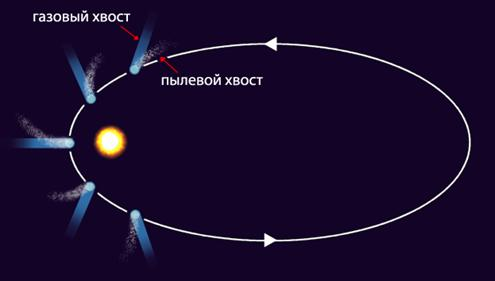 газовый хвост
пылевой хвост